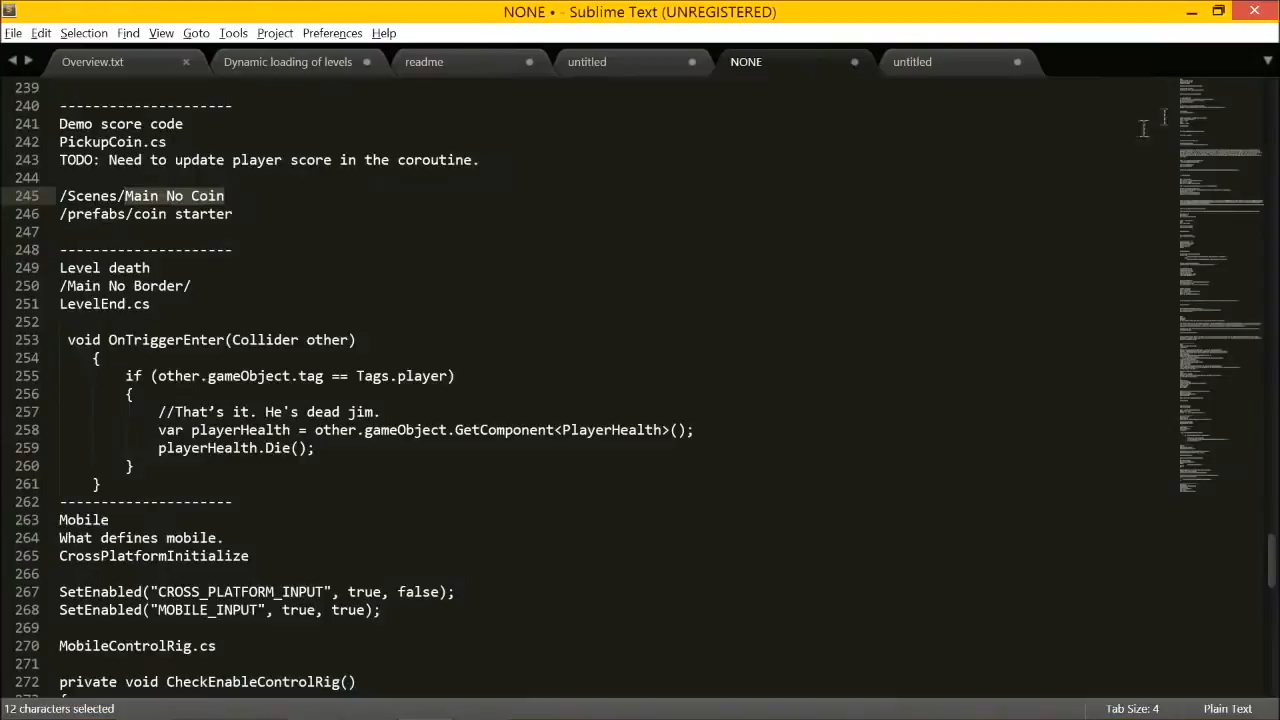 NONE • - Sublime Text (UNREGISTERED)
File Edit Selection Find View Goto Tools Project Preferences Help
Overview.txt Dynamic loading of levels readme untitled NONE untitled
239
240 ---------------------
241 Demo score code
242 PickupCoin.cs
243 TODO: Need to update player score in the coroutine.
244
245 /Scenes/Main No Coin
246 /prefabs/coin starter
247
248 ---------------------
249 Level death
250 /Main No Border/
251 LevelEnd.cs
252
253 void OnTriggerEnter(Collider other)
254 {
255 if (other.gameObject.tag == Tags.player)
256 {
257 //That's it. He's dead jim.
258 var playerHealth = other.gameObject.GetComponent<PlayerHealth>();
259 playerHealth.Die();
260 }
261 }
262 ---------------------
263 Mobile
264 What defines mobile.
265 CrossPlatformInitialize
266
267 SetEnabled("CROSS_PLATFORM_INPUT", true, false);
268 SetEnabled("MOBILE_INPUT", true, true);
269
270 MobileControlRig.cs
271
272 private void CheckEnableControlRig()
12 characters selected Tab Size: 4 Plain Text